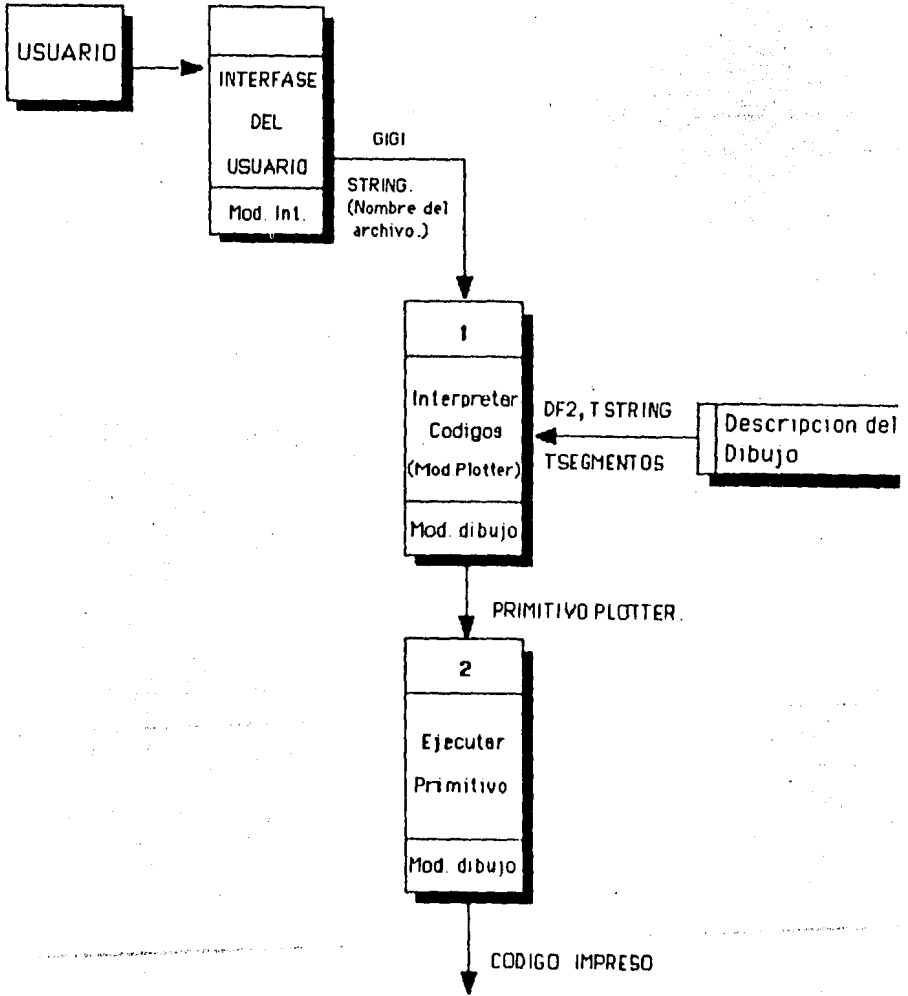 USUARIO
INTERFASE
DEL
USUARIO
Mod. Int.
GIGI
STRING.
(Nombre del
archivo.)
1
Interpretar
Codigos
(Mod Plotter)
Mod. dibujo
DF2, T STRING
TSEGMENTOS
Descripcion del
Dibujo
PRIMITIVO PLOTTER.
2
Ejecutar
Primitivo
Mod. dibujo
CODIGO IMPRESO